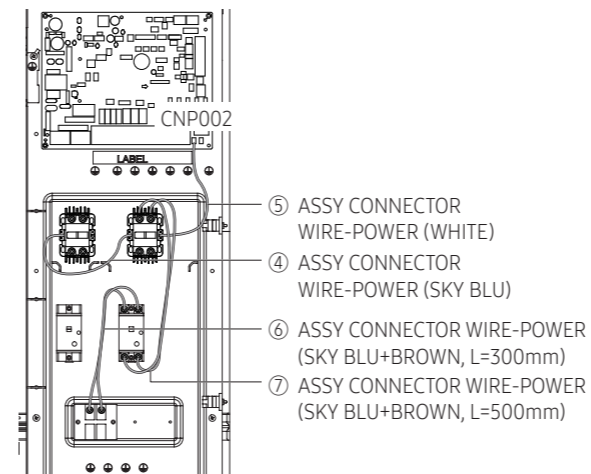 CNP002
LABEL
⑤ ASSY CONNECTOR
WIRE-POWER (WHITE)
④ ASSY CONNECTOR
WIRE-POWER (SKY BLU)
⑥ ASSY CONNECTOR WIRE-POWER
(SKY BLU+BROWN, L=300mm)
⑦ ASSY CONNECTOR WIRE-POWER
(SKY BLU+BROWN, L=500mm)